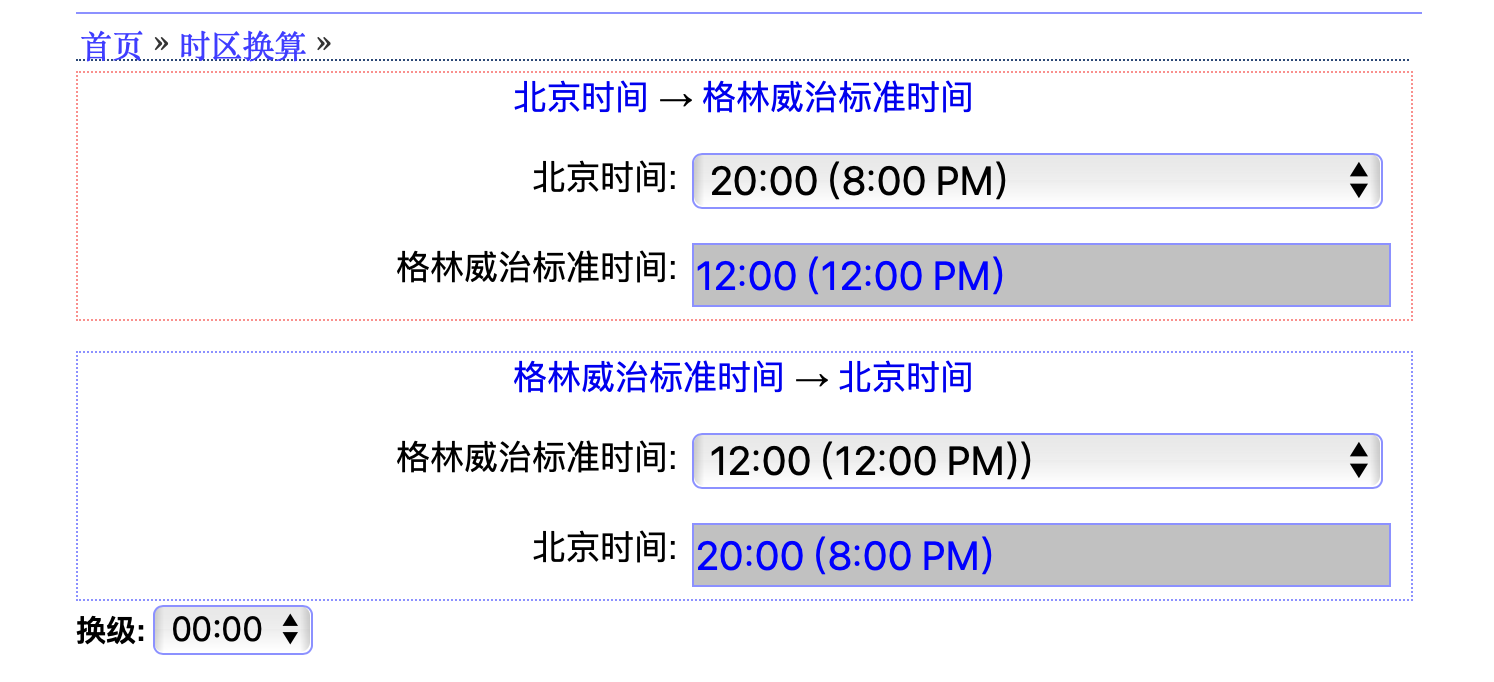 首页 » 时区换算 »
北京时间 → 格林威治标准时间
北京时间: 20:00 (8:00 PM)
格林威治标准时间: 12:00 (12:00 PM)
格林威治标准时间 → 北京时间
格林威治标准时间: 12:00 (12:00 PM))
北京时间: 20:00 (8:00 PM)
换级: 00:00